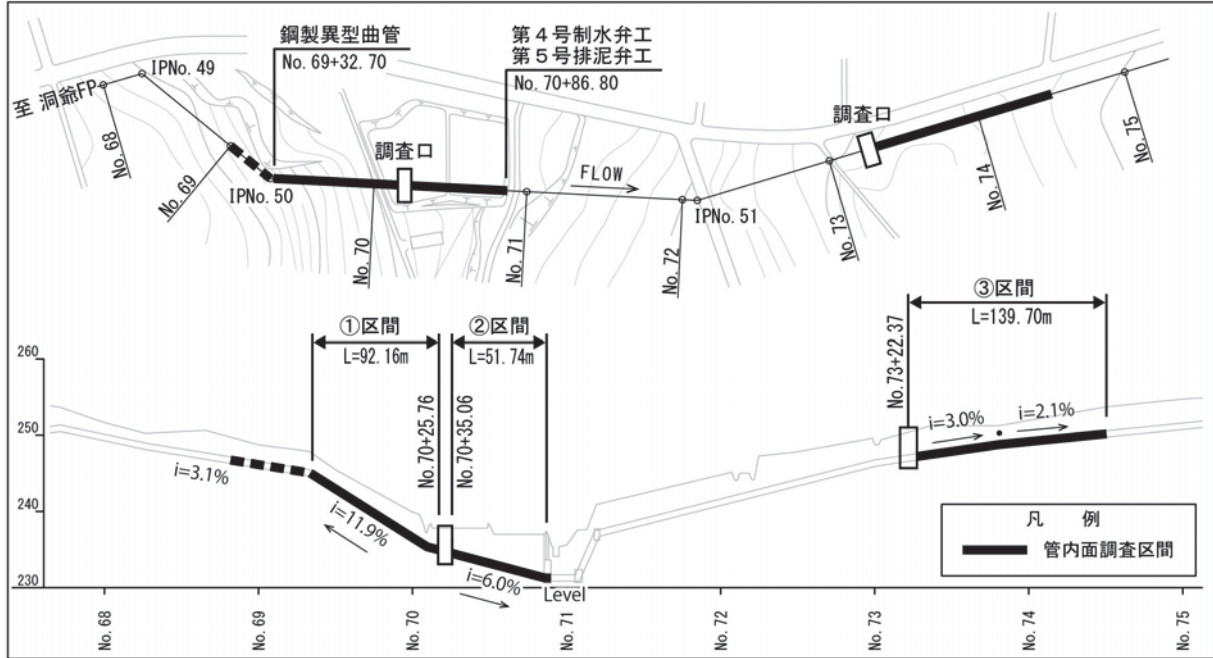 鋼製異型曲管
No. 69+32.70
第４号制水弁工
第５号排泥弁工
No. 70+86.80
至 洞爺FP
IPNo. 49
No. 68
No. 69
IPNo. 50
調査口
No. 70
FLOW
No. 71
No. 72
IPNo. 51
調査口
No. 73
No. 74
No. 75
①区間
L=92.16m
②区間
L=51.74m
③区間
L=139.70m
No. 70+25.76
No. 70+35.06
No. 73+22.37
260
250
240
230
i=3.1%
i=11.9%
i=6.0%
Level
i=3.0%
i=2.1%
凡 例
管内面調査区間
No. 68
No. 69
No. 70
No. 71
No. 72
No. 73
No. 74
No. 75